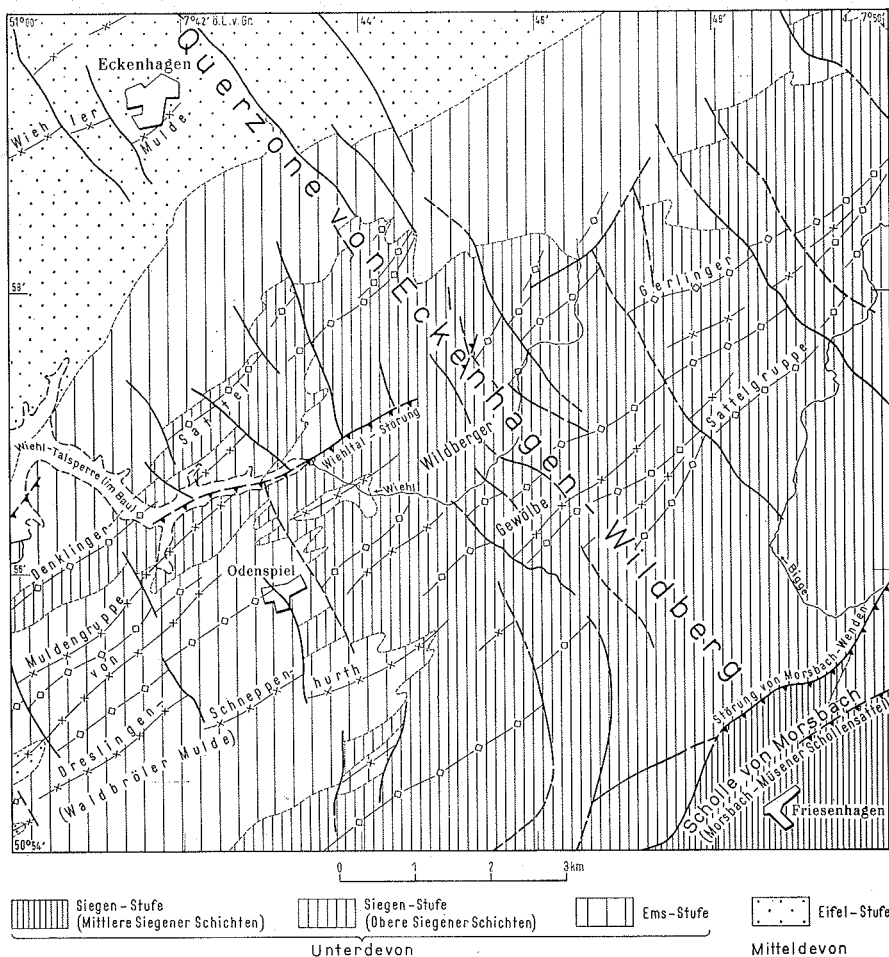 51°00'
7°42' ö.L.v.Gr.
44'
46'
48'
7°50'
Eckenhagen
Wiehler
Mulde
Querzone von Eckenhagen - Wildberg
58'
Gerlinger
Sattelgruppe
Sattel
Wiehltal-Störung
Wildberger
Wiehl-Talsperre (im Bau)
Wiehl
Gewölbe
Denklinger
56'
Odenspiel
Bigge
Muldengruppe
von
Schneppen-
hurth
Dreslingen-
(Waldbröler Mulde)
Störung von Morsbach-Wenden
Scholle von Morsbach
(Morsbach-Müsener Schollensattel)
Friesenhagen
50°54'
0 1 2 3km
Siegen-Stufe
(Mittlere Siegener Schichten)
Siegen-Stufe
(Obere Siegener Schichten)
Ems-Stufe
Eifel-Stufe
Unterdevon
Mitteldevon